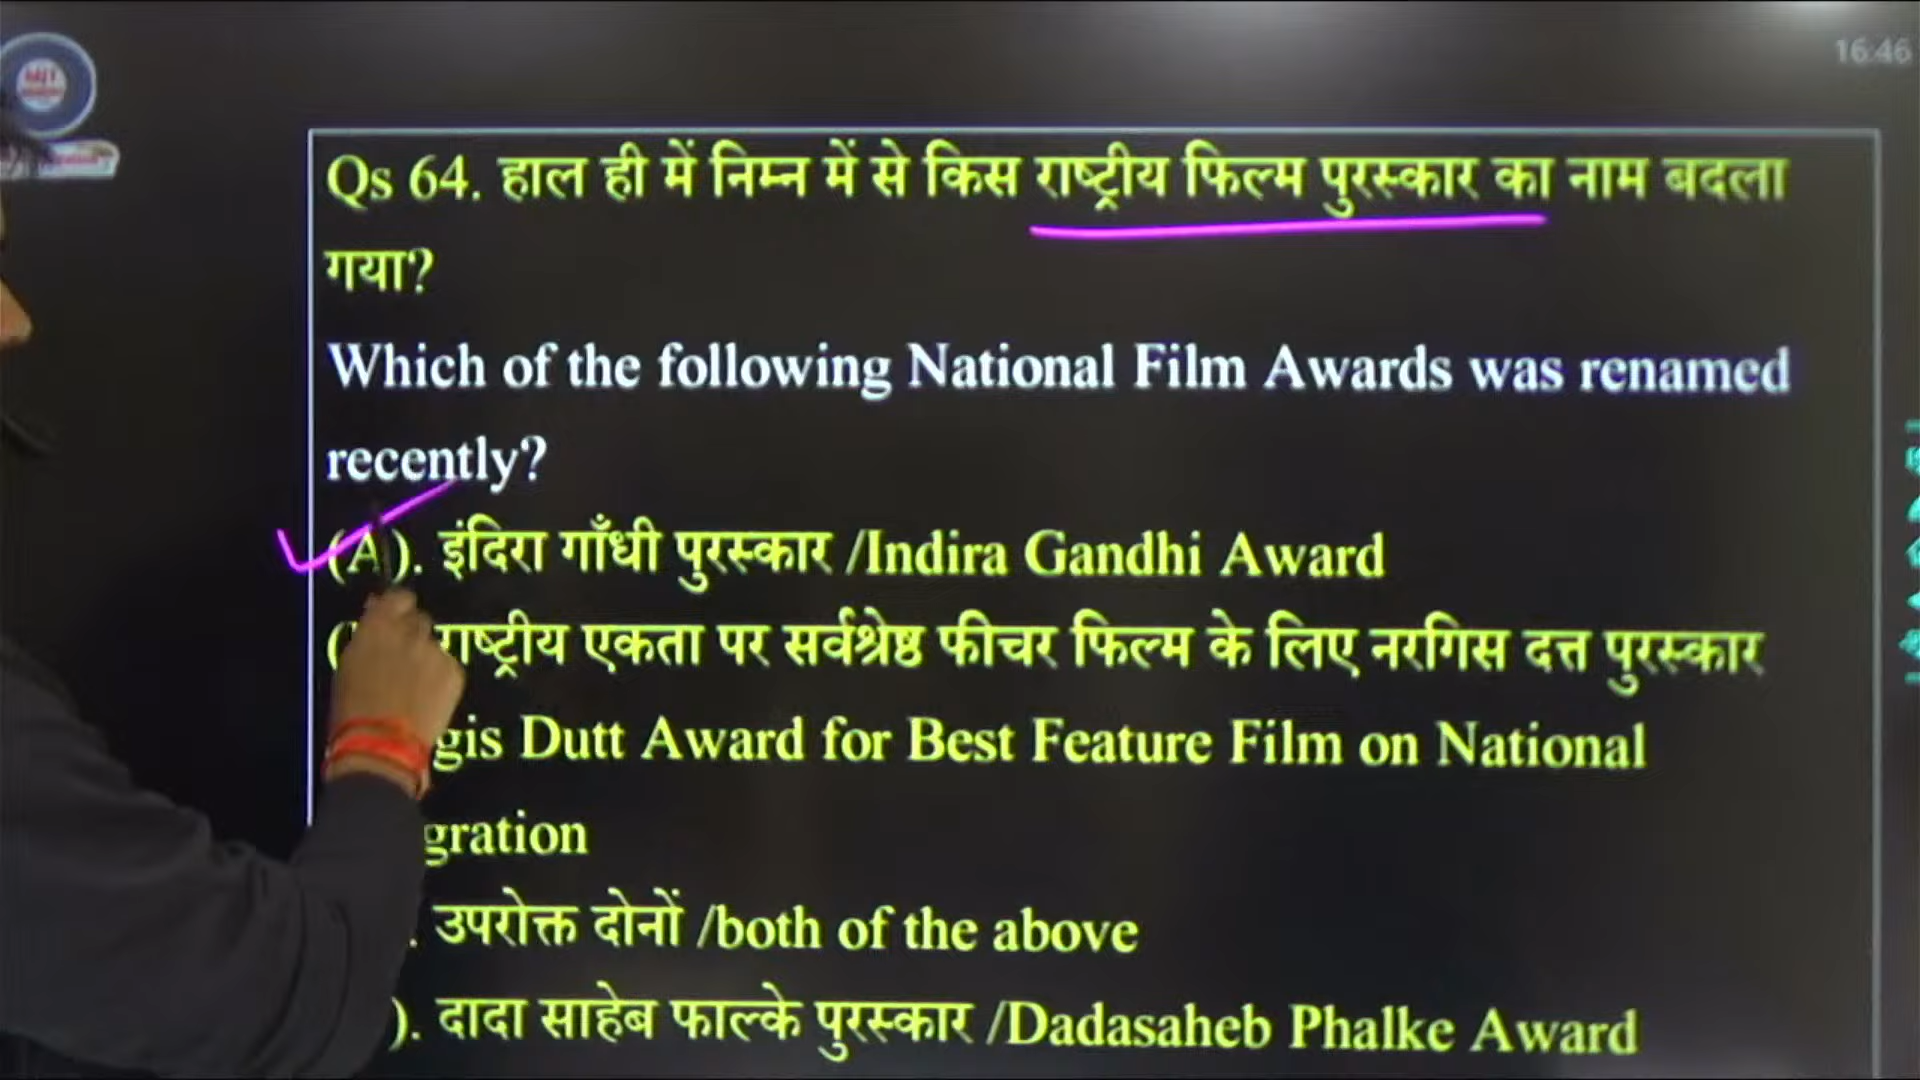 16:46
Qs 64. हाल ही में निम्न में से किस राष्ट्रीय फिल्म पुरस्कार का नाम बदला
गया?
Which of the following National Film Awards was renamed
recently?
(A). इंदिरा गाँधी पुरस्कार /Indira Gandhi Award
( राष्ट्रीय एकता पर सर्वश्रेष्ठ फीचर फिल्म के लिए नरगिस दत्त पुरस्कार
gis Dutt Award for Best Feature Film on National
gration
. उपरोक्त दोनों /both of the above
). दादा साहेब फाल्के पुरस्कार /Dadasaheb Phalke Award